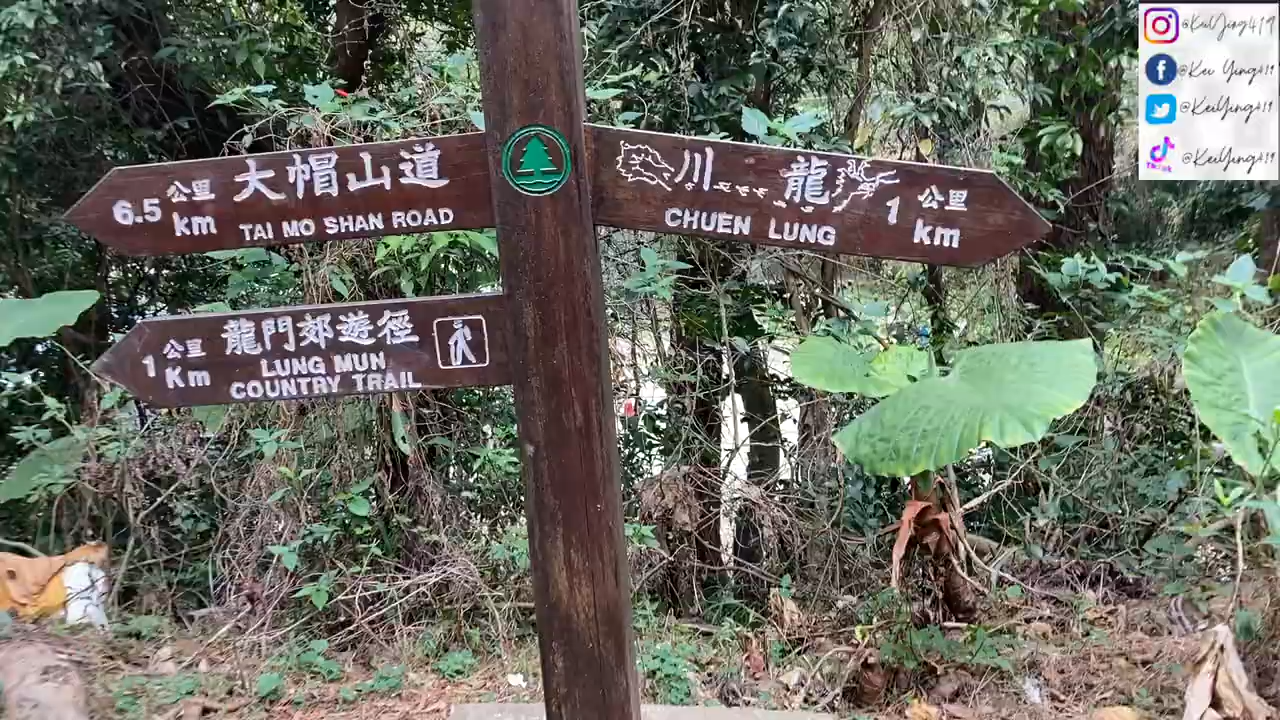 大帽山道
6.5 公里 km
TAI MO SHAN ROAD
川龍
CHUEN LUNG
1 公里 km
龍門郊遊徑
1 公里 Km
LUNG MUN
COUNTRY TRAIL
@KeiYing419
@Kei Ying419
@KeiYing419
TikTok @KeiYing419